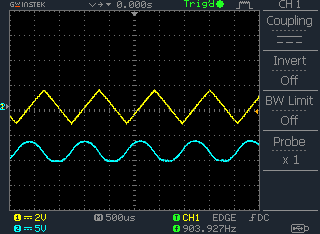 GWINSTEK 0.000s Trig'd CH 1
Coupling
Invert
Off
BW Limit
Off
Probe
x 1
1 2V M 500us T CH1 EDGE DC
2 5V F 903.927Hz